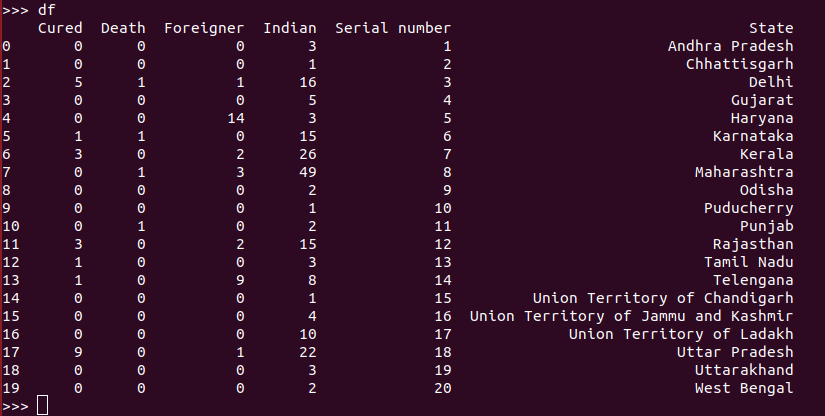 >>> df
    Cured  Death  Foreigner  Indian  Serial number                                    State
0       0      0          0       3              1                           Andhra Pradesh
1       0      0          0       1              2                             Chhattisgarh
2       5      1          1      16              3                                    Delhi
3       0      0          0       5              4                                  Gujarat
4       0      0         14       3              5                                  Haryana
5       1      1          0      15              6                                Karnataka
6       3      0          2      26              7                                   Kerala
7       0      1          3      49              8                              Maharashtra
8       0      0          0       2              9                                   Odisha
9       0      0          0       1             10                               Puducherry
10      0      1          0       2             11                                   Punjab
11      3      0          2      15             12                                Rajasthan
12      1      0          0       3             13                               Tamil Nadu
13      1      0          9       8             14                                Telengana
14      0      0          0       1             15            Union Territory of Chandigarh
15      0      0          0       4             16     Union Territory of Jammu and Kashmir
16      0      0          0      10             17                Union Territory of Ladakh
17      9      0          1      22             18                            Uttar Pradesh
18      0      0          0       3             19                              Uttarakhand
19      0      0          0       2             20                              West Bengal
>>>